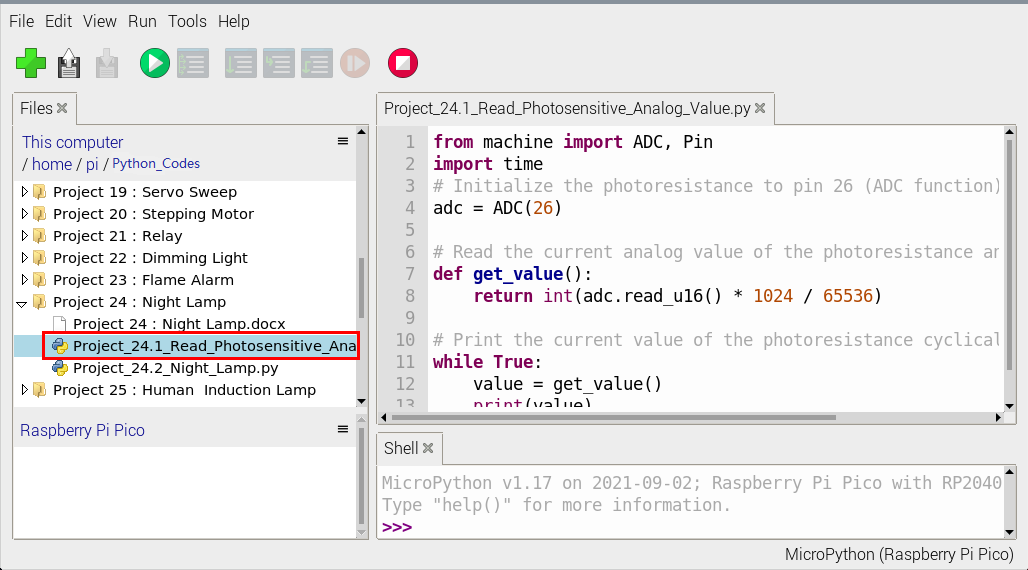 File Edit View Run Tools Help
Files
This computer
/ home / pi / Python_Codes
Project 19 : Servo Sweep
Project 20 : Stepping Motor
Project 21 : Relay
Project 22 : Dimming Light
Project 23 : Flame Alarm
Project 24 : Night Lamp
Project 24 : Night Lamp.docx
Project_24.1_Read_Photosensitive_Ana
Project_24.2_Night_Lamp.py
Project 25 : Human  Induction Lamp
Raspberry Pi Pico
Project_24.1_Read_Photosensitive_Analog_Value.py
1 from machine import ADC, Pin
2 import time
3 # Initialize the photoresistance to pin 26 (ADC function)
4 adc = ADC(26)
5
6 # Read the current analog value of the photoresistance an
7 def get_value():
8     return int(adc.read_u16() * 1024 / 65536)
9
10 # Print the current value of the photoresistance cyclical
11 while True:
12     value = get_value()
13     print(value)
Shell
MicroPython v1.17 on 2021-09-02; Raspberry Pi Pico with RP2040
Type "help()" for more information.
>>>
MicroPython (Raspberry Pi Pico)